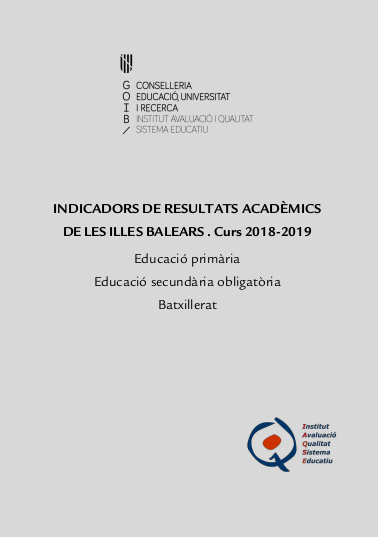 G CONSELLERIA
O EDUCACIÓ, UNIVERSITAT
I I RECERCA
B INSTITUT AVALUACIÓ I QUALITAT
/ SISTEMA EDUCATIU
INDICADORS DE RESULTATS ACADÈMICS
DE LES ILLES BALEARS . Curs 2018-2019
Educació primària
Educació secundària obligatòria
Batxillerat
Institut
Avaluació
Qualitat
Sistema
Educatiu